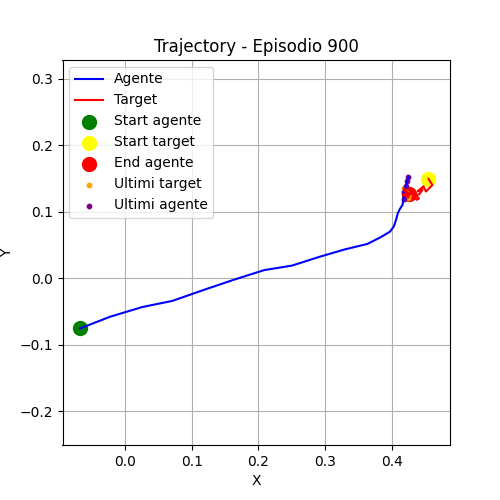 Trajectory - Episodio 900
Agente
Target
Start agente
Start target
End agente
Ultimi target
Ultimi agente
0.3
0.2
0.1
0.0
−0.1
−0.2
Y
0.0 0.1 0.2 0.3 0.4
X